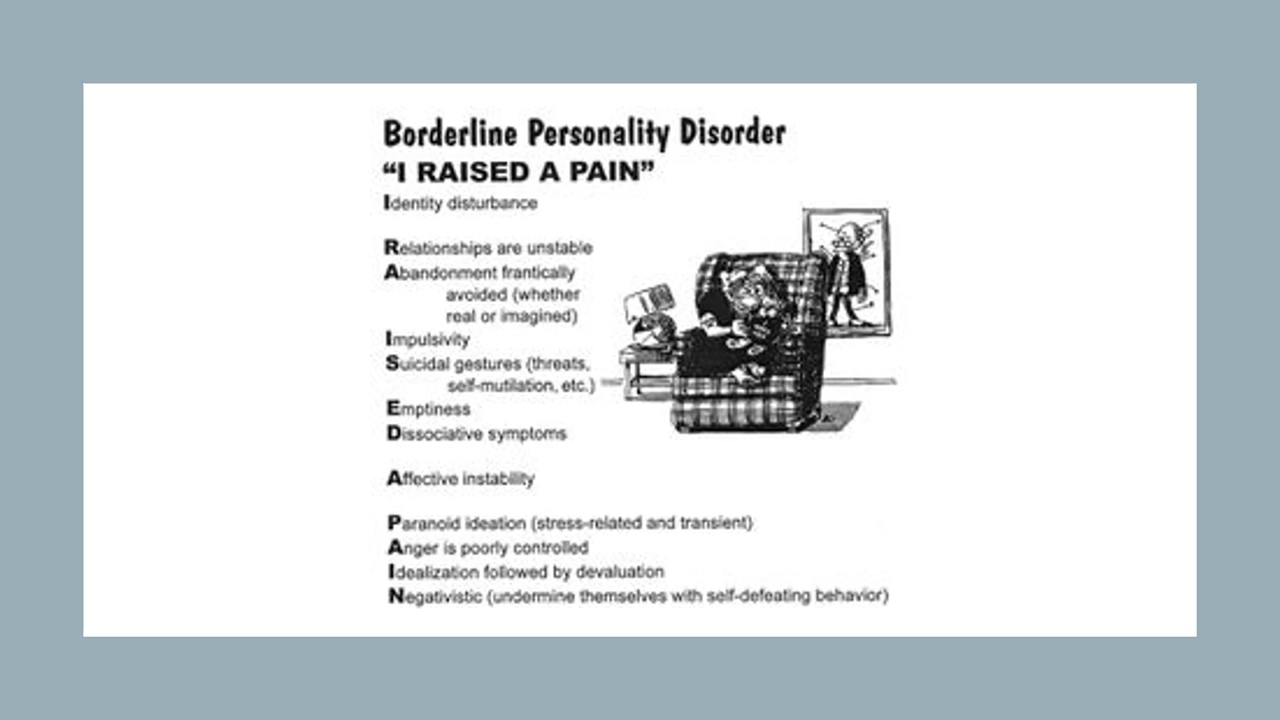 Borderline Personality Disorder
“I RAISED A PAIN”
Identity disturbance
Relationships are unstable
Abandonment frantically
avoided (whether
real or imagined)
Impulsivity
Suicidal gestures (threats,
self-mutilation, etc.)
Emptiness
Dissociative symptoms
Affective instability
Paranoid ideation (stress-related and transient)
Anger is poorly controlled
Idealization followed by devaluation
Negativistic (undermine themselves with self-defeating behavior)